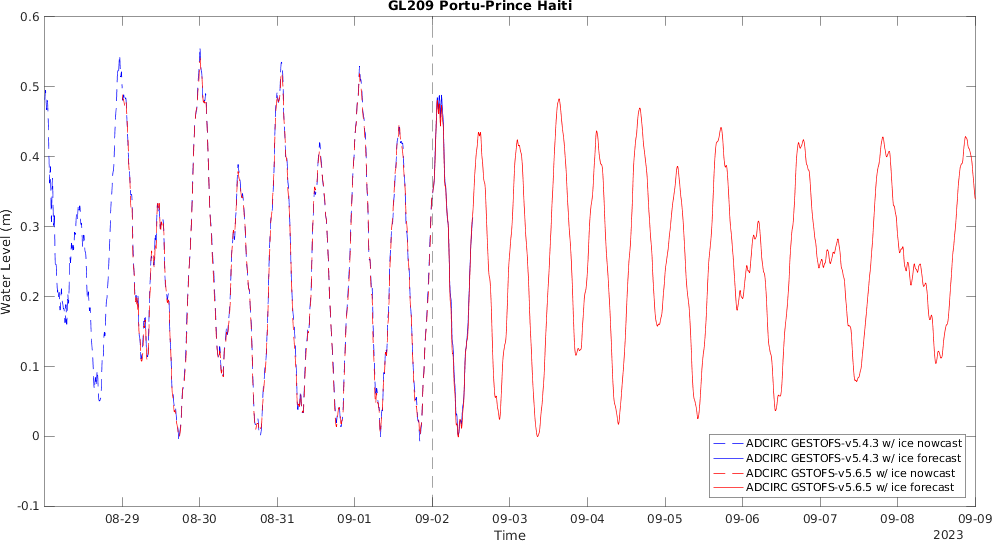 GL209 Portu-Prince Haiti
0.6
0.5
0.4
0.3
0.2
0.1
0
-0.1
Water Level (m)
ADCIRC GESTOFS-v5.4.3 w/ ice nowcast
ADCIRC GESTOFS-v5.4.3 w/ ice forecast
ADCIRC GSTOFS-v5.6.5 w/ ice nowcast
ADCIRC GSTOFS-v5.6.5 w/ ice forecast
08-29 08-30 08-31 09-01 09-02 09-03 09-04 09-05 09-06 09-07 09-08 09-09
Time
2023